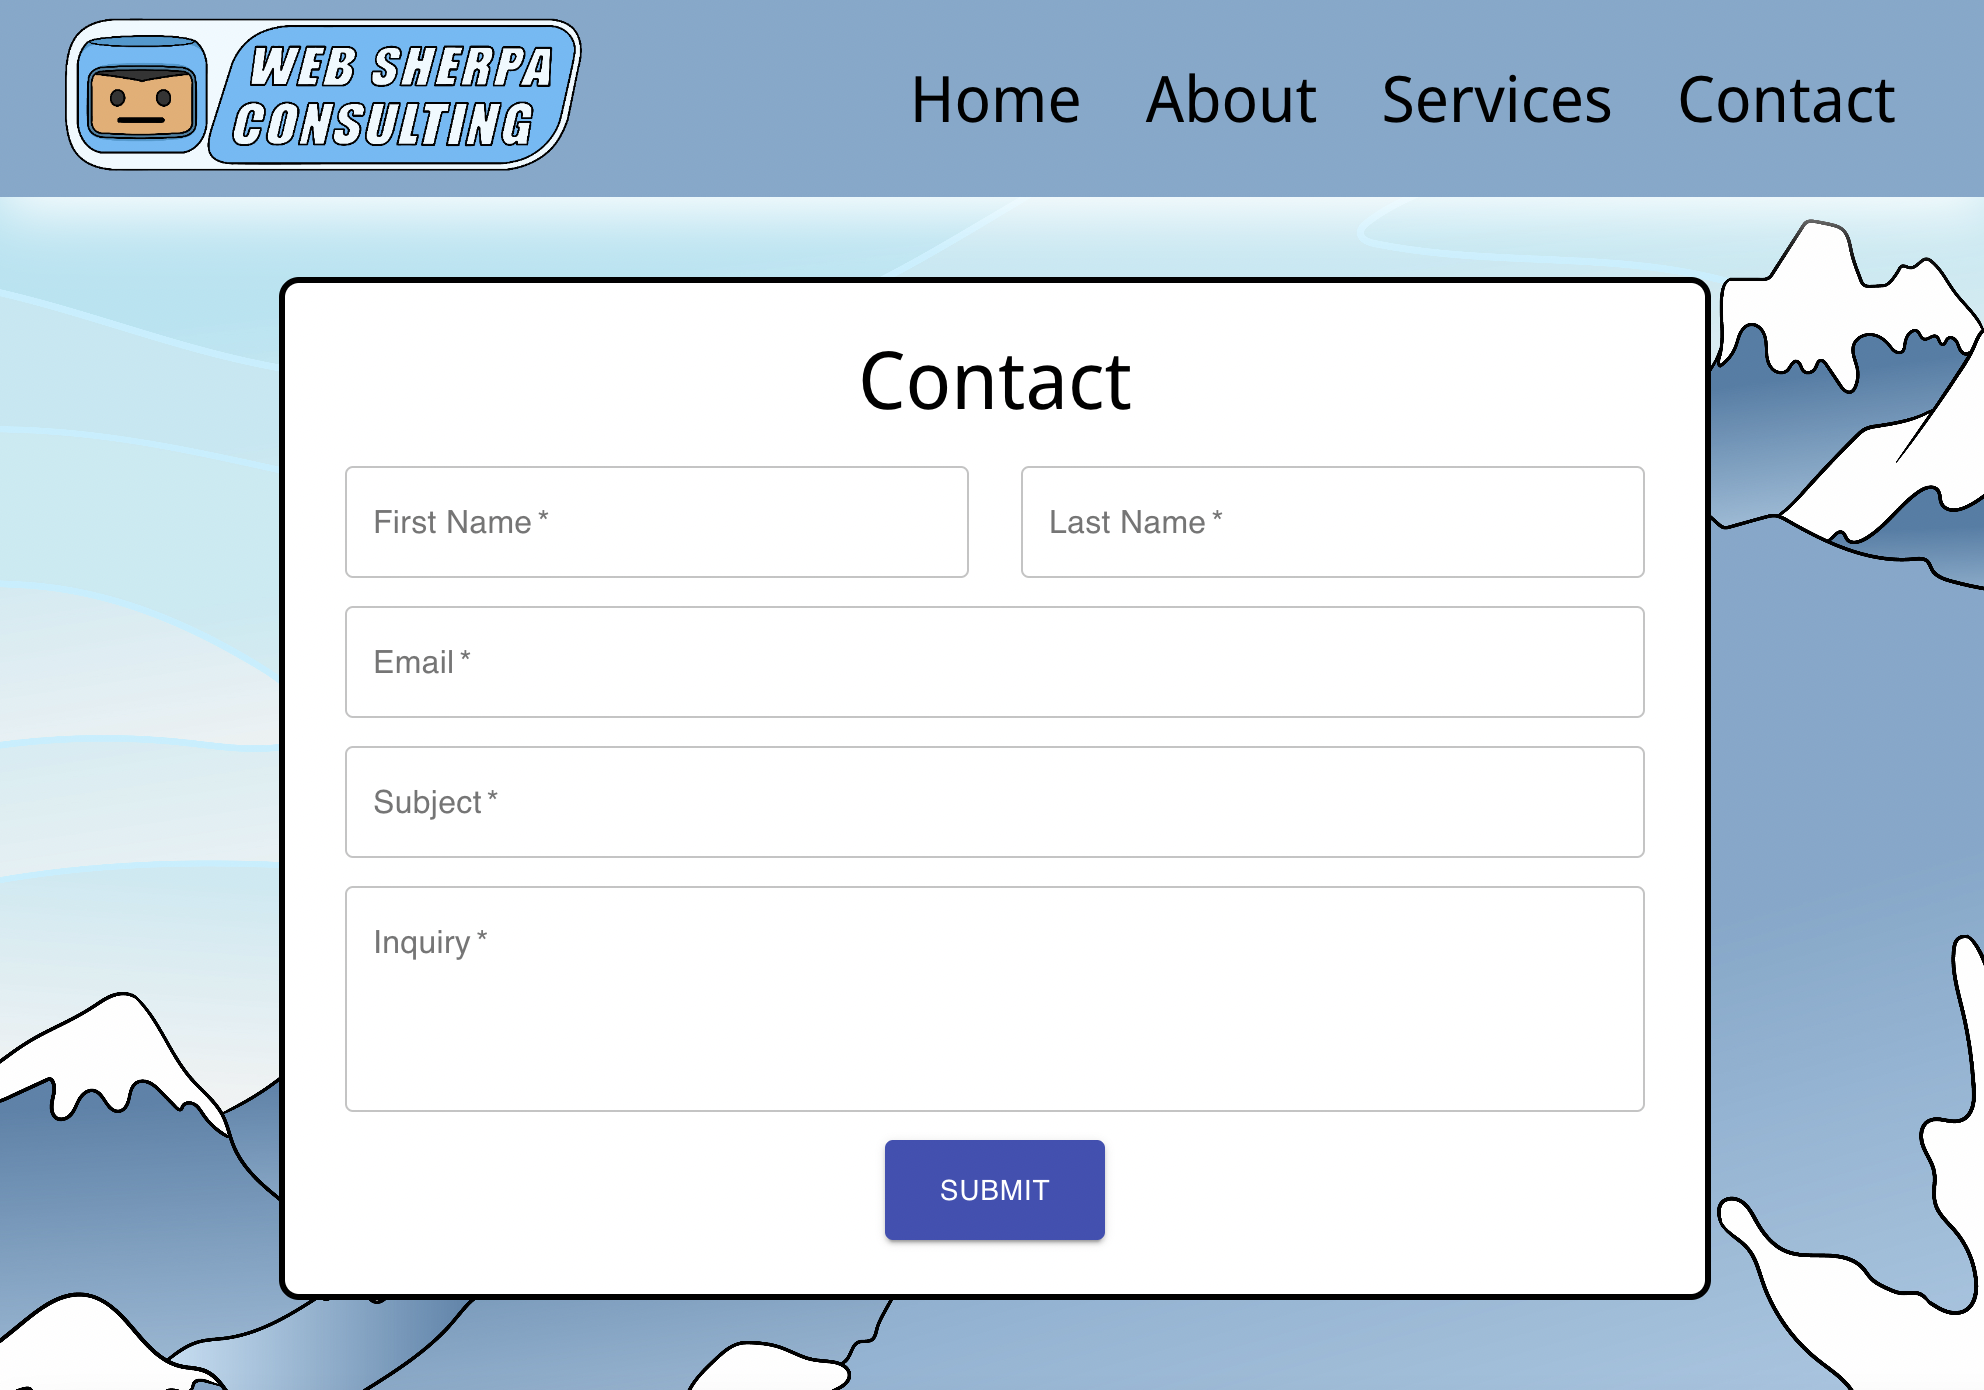 WEB SHERPA
CONSULTING
Home About Services Contact
Contact
First Name *
Last Name *
Email *
Subject *
Inquiry *
SUBMIT